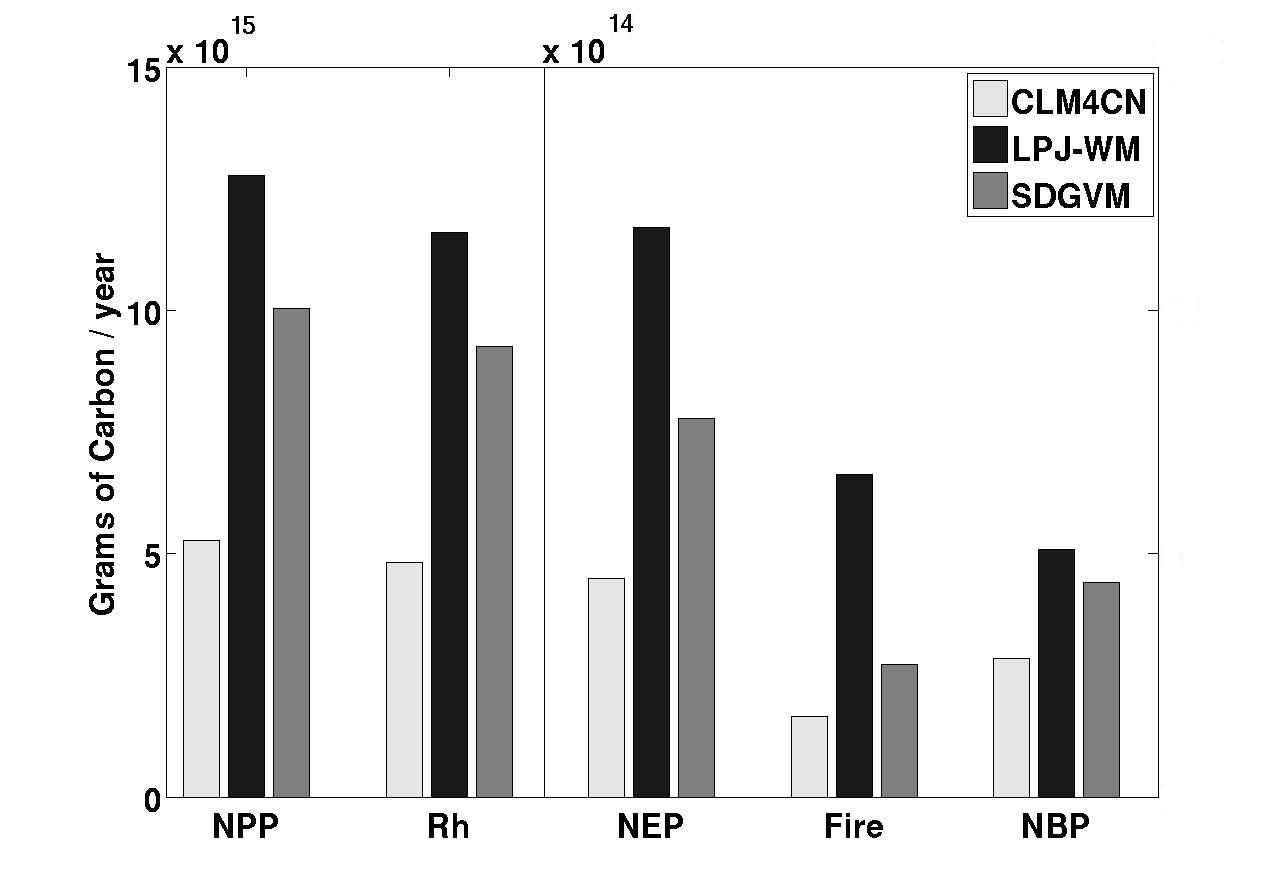 x 10^15
x 10^14
15
10
5
0
Grams of Carbon / year
CLM4CN
LPJ-WM
SDGVM
NPP Rh NEP Fire NBP